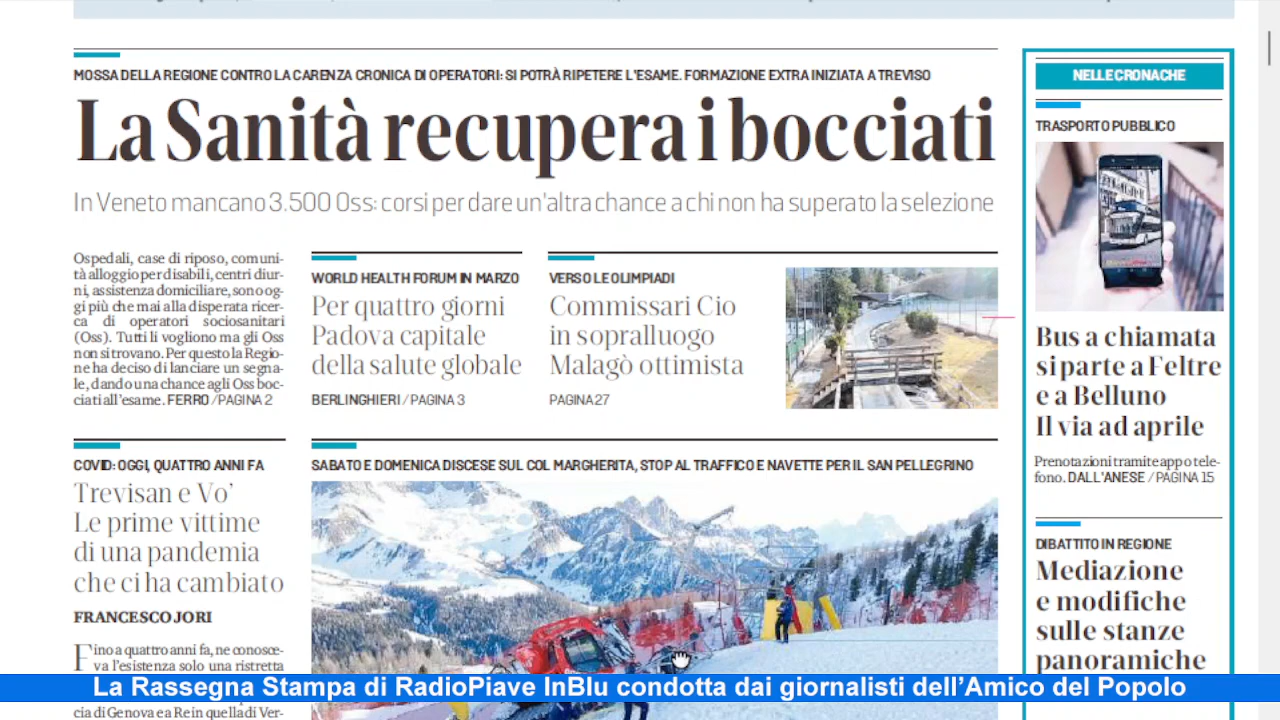 MOSSA DELLA REGIONE CONTRO LA CARENZA CRONICA DI OPERATORI: SI POTRÀ RIPETERE L'ESAME. FORMAZIONE EXTRA INIZIATA A TREVISO
La Sanità recupera i bocciati
In Veneto mancano 3.500 Oss: corsi per dare un'altra chance a chi non ha superato la selezione
Ospedali, case di riposo, comuni-
tà alloggio per disabili, centri diur-
ni, assistenza domiciliare, sono og-
gi più che mai alla disperata ricer-
ca di operatori sociosanitari
(Oss). Tutti li vogliono ma gli Oss
non si trovano. Per questo la Regio-
ne ha deciso di lanciare un segna-
le, dando una chance agli Oss boc-
ciati all'esame. FERRO / PAGINA 2
WORLD HEALTH FORUM IN MARZO
Per quattro giorni
Padova capitale
della salute globale
BERLINGHIERI / PAGINA 3
VERSO LE OLIMPIADI
Commissari Cio
in sopralluogo
Malagò ottimista
PAGINA 27
COVID: OGGI, QUATTRO ANNI FA
Trevisan e Vo'
Le prime vittime
di una pandemia
che ci ha cambiato
FRANCESCO JORI
Fino a quattro anni fa, ne conosce-
va l'esistenza solo una ristretta
cia di Genova e a Re in quella di Ver-
SABATO E DOMENICA DISCESE SUL COL MARGHERITA, STOP AL TRAFFICO E NAVETTE PER IL SAN PELLEGRINO
NELLE CRONACHE
TRASPORTO PUBBLICO
Bus a chiamata
si parte a Feltre
e a Belluno
Il via ad aprile
Prenotazioni tramite app o tele-
fono. DALL'ANESE / PAGINA 15
DIBATTITO IN REGIONE
Mediazione
e modifiche
sulle stanze
panoramiche
La Rassegna Stampa di RadioPiave InBlu condotta dai giornalisti dell'Amico del Popolo